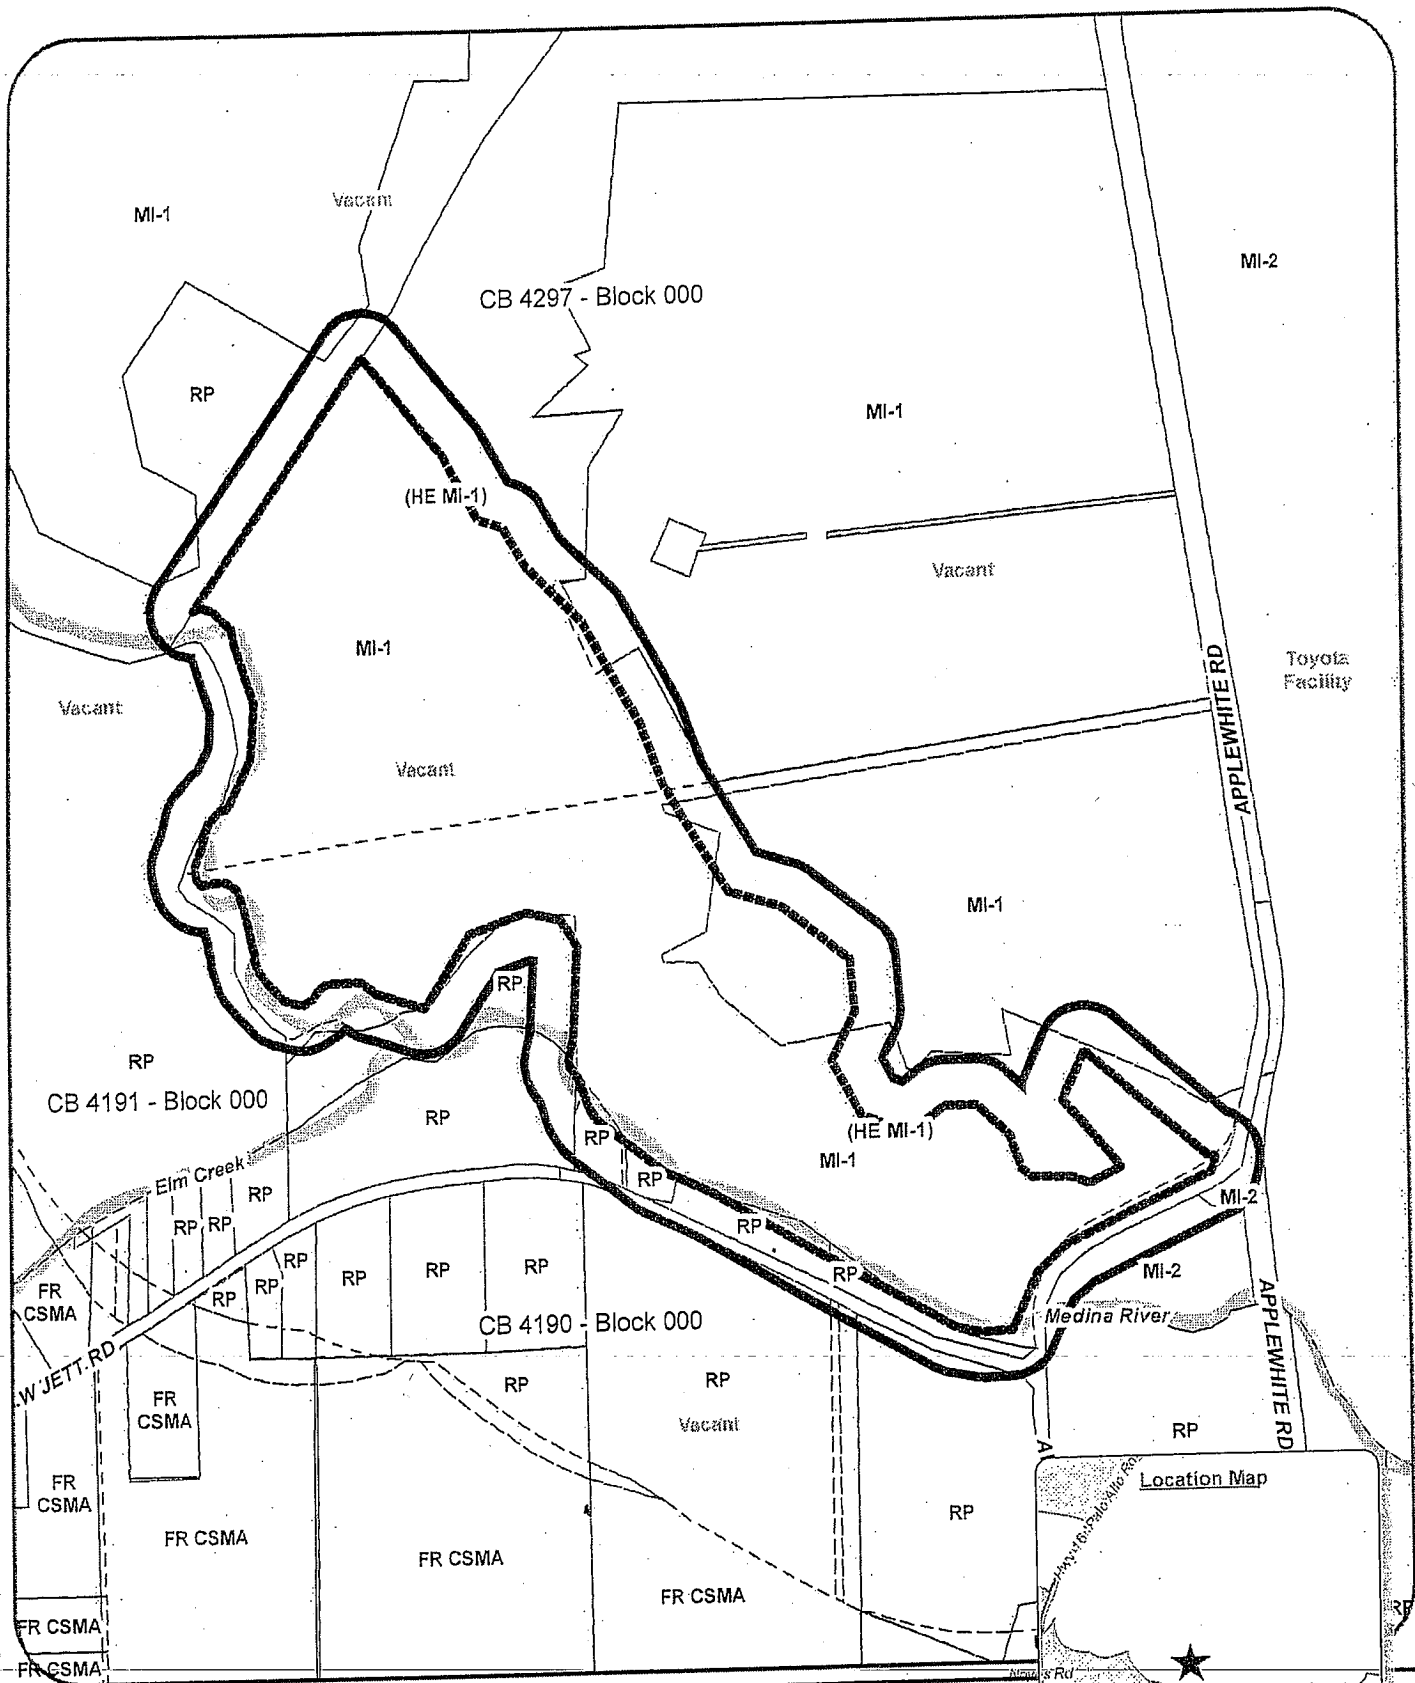 MI-1
Vacant
MI-2
CB 4297 - Block 000
RP
MI-1
(HE MI-1)
Vacant
MI-1
Toyota
Facility
APPLEWHITE RD
Vacant
Vacant
MI-1
RP
RP
CB 4191 - Block 000
RP
RP
(HE MI-1)
MI-1
Elm Creek
RP
RP
MI-2
RP
RP
RP
RP
RP
RP
MI-2
RP
RP
RP
RP
RP
FR
CSMA
Medina River
APPLEWHITE RD
CB 4190 - Block 000
W JETT RD
RP
RP
FR
CSMA
Vacant
RP
Location Map
FR
CSMA
RP
FR CSMA
FR CSMA
FR CSMA
FR CSMA
RP
FR CSMA